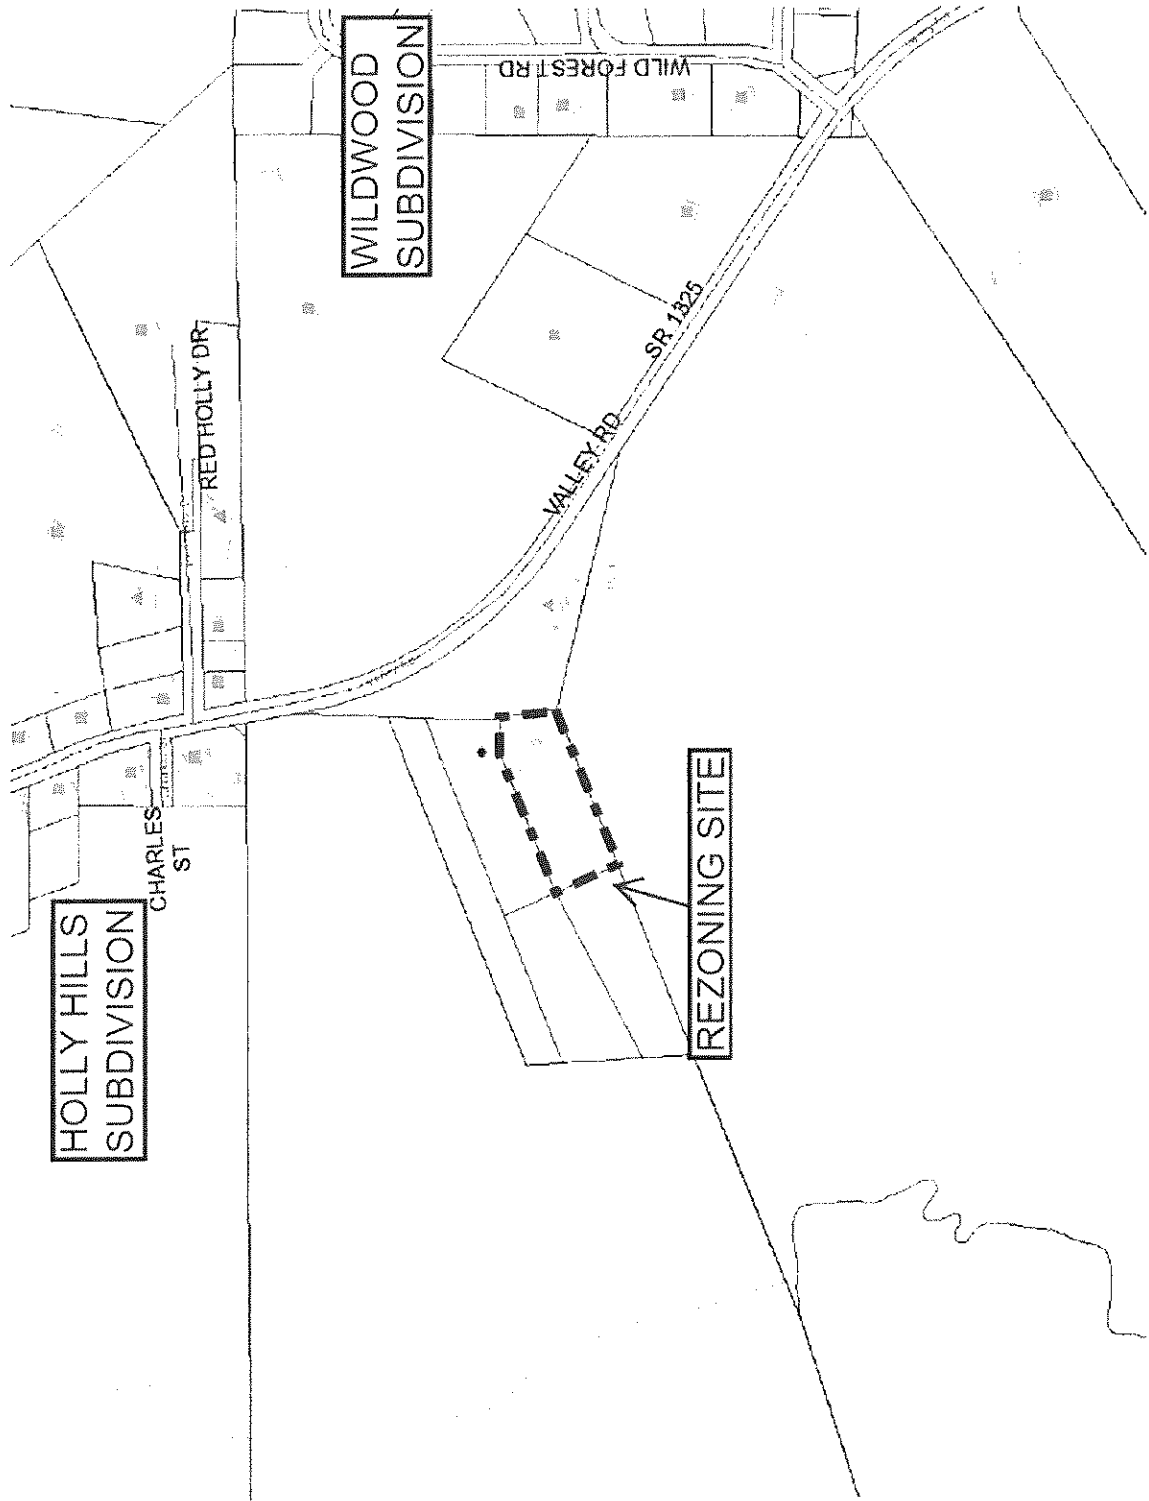 HOLLY HILLS
SUBDIVISION
CHARLES
ST
RED HOLLY DR
WILDWOOD
SUBDIVISION
WILD FOREST RD
VALLEY RD
SR 1325
REZONING SITE